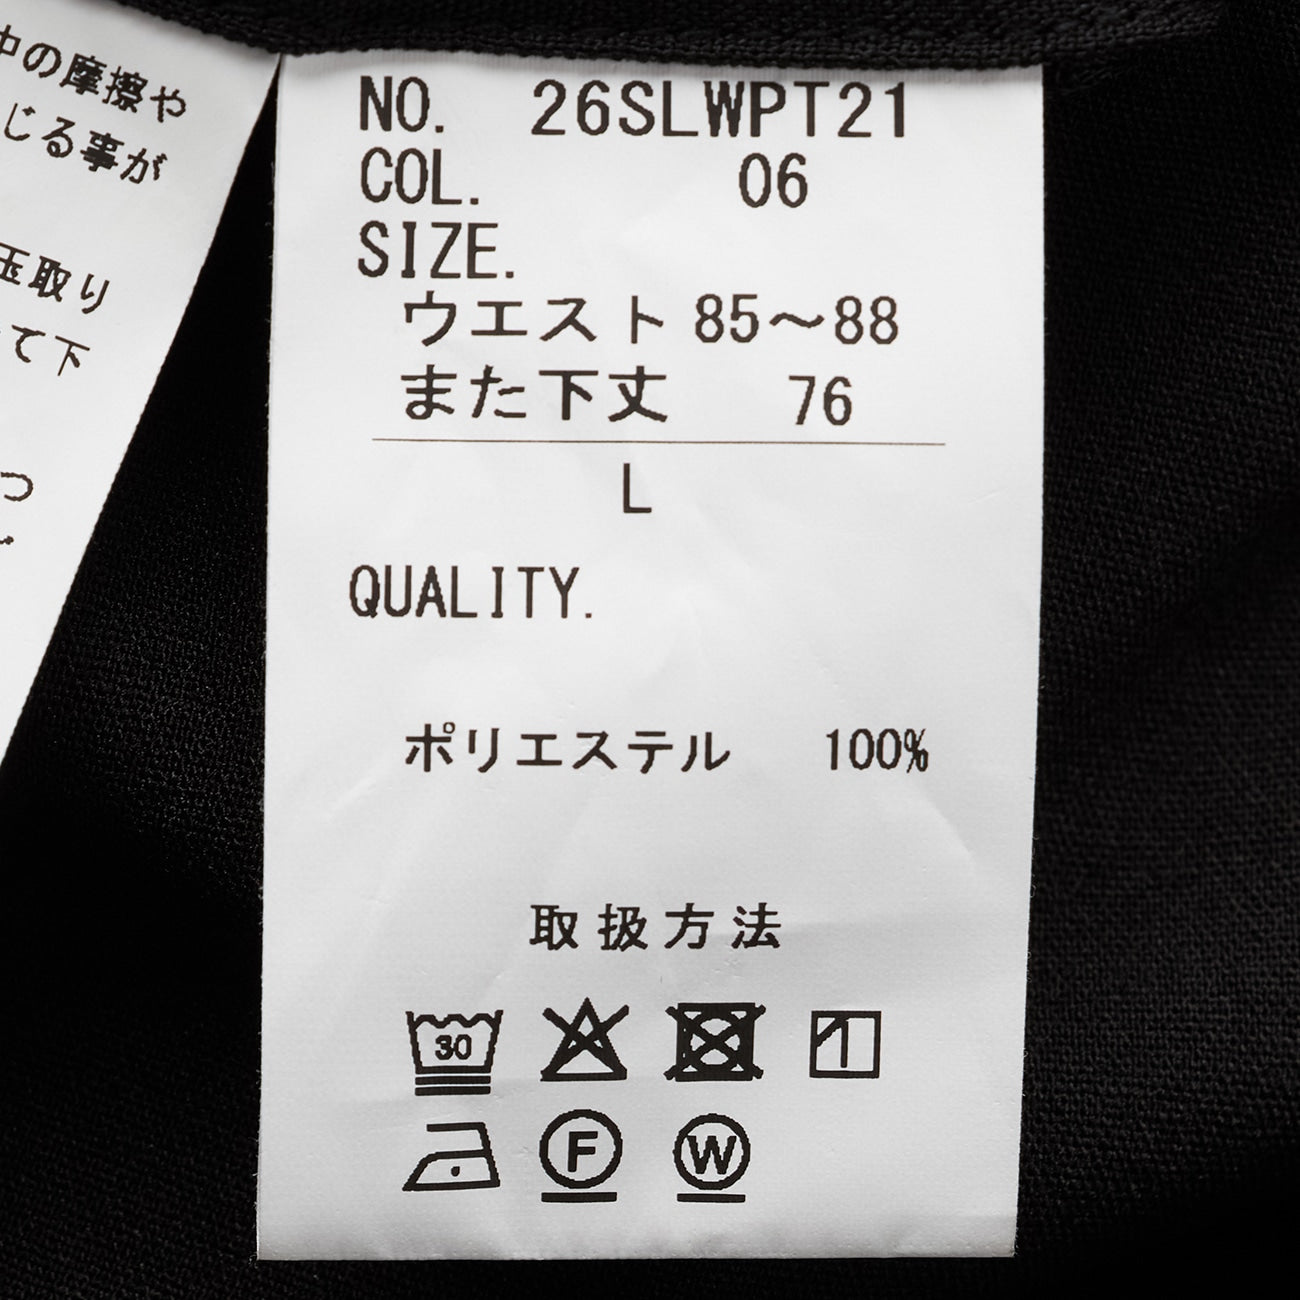 中の摩擦や
じる事が
玉取り
て下
つ
NO. 26SLWPT21
COL. 06
SIZE.
ウエスト 85〜88
また下丈 76
L
QUALITY.
ポリエステル 100%
取扱方法
30
F
W